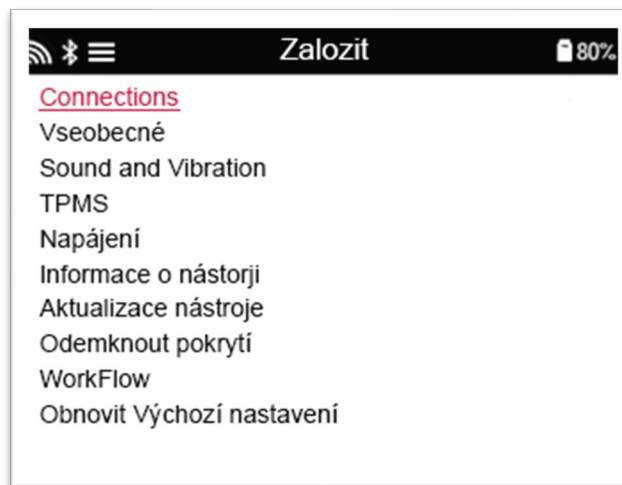 Zalozit 80%
Connections
Vseobecné
Sound and Vibration
TPMS
Napájení
Informace o nástorji
Aktualizace nástroje
Odemknout pokrytí
WorkFlow
Obnovit Výchozí nastavení